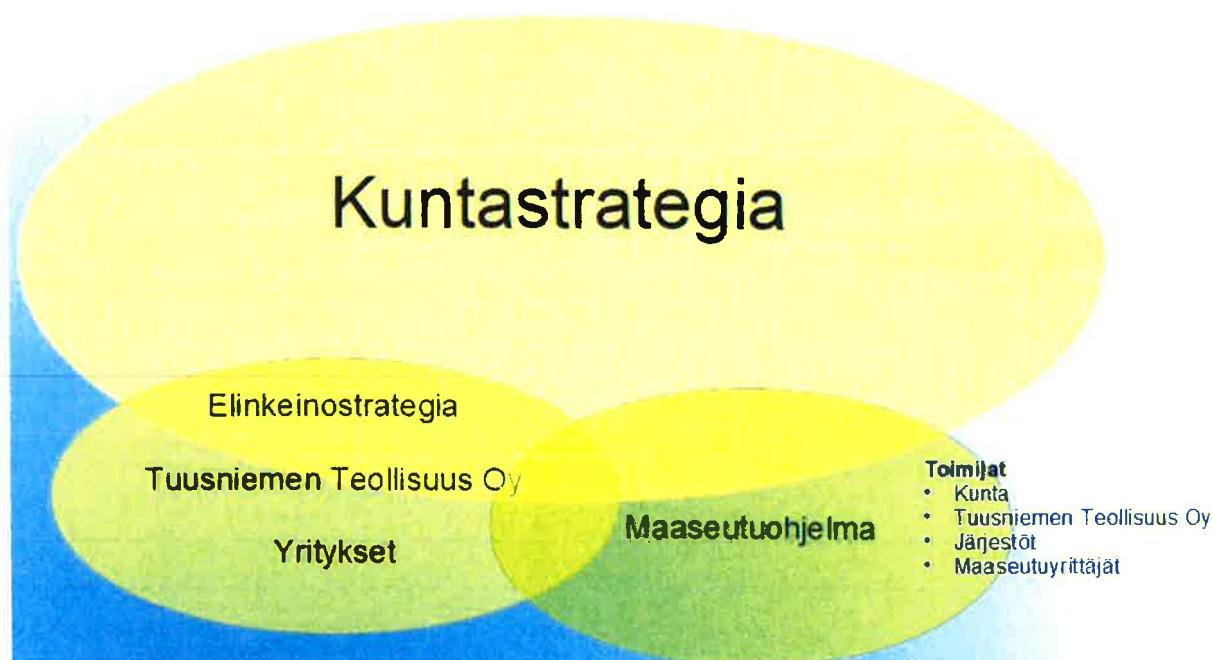 Kuntastrategia
Elinkeinostrategia
Tuusniemen Teollisuus Oy
Yritykset
Maaseutuohjelma
Toimijat
• Kunta
• Tuusniemen Teollisuus Oy
• Järjestöt
• Maaseutuyrittäjät